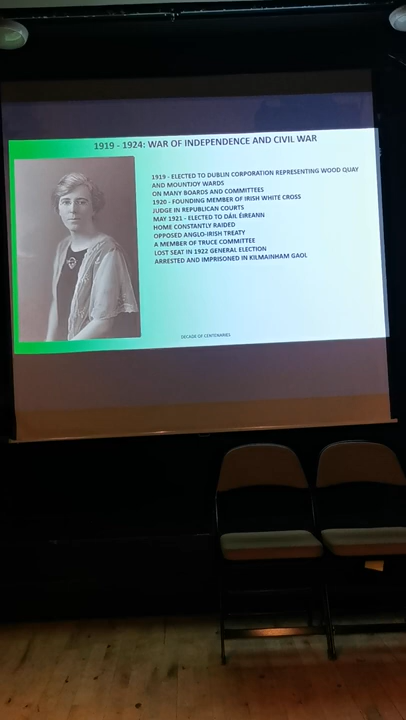 1919 - 1924: WAR OF INDEPENDENCE AND CIVIL WAR
1919 - ELECTED TO DUBLIN CORPORATION REPRESENTING WOOD QUAY
AND MOUNTJOY WARDS
ON MANY BOARDS AND COMMITTEES
1920 - FOUNDING MEMBER OF IRISH WHITE CROSS
JUDGE IN REPUBLICAN COURTS
MAY 1921 - ELECTED TO DÁIL ÉIREANN
HOME CONSTANTLY RAIDED
OPPOSED ANGLO-IRISH TREATY
A MEMBER OF TRUCE COMMITTEE
LOST SEAT IN 1922 GENERAL ELECTION
ARRESTED AND IMPRISONED IN KILMAINHAM GAOL
DECADE OF CENTENARIES